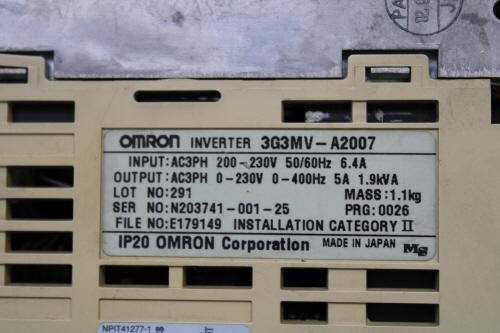 OMRON INVERTER 3G3MV-A2007
INPUT:AC3PH 200-230V 50/60Hz 6.4A
OUTPUT:AC3PH 0-230V 0-400Hz 5A 1.9kVA
LOT NO:291 MASS:1.1kg
SER NO:N203741-001-25 PRG:0026
FILE NO:E179149 INSTALLATION CATEGORY II
IP20 OMRON Corporation MADE IN JAPAN
NPIT41277-1